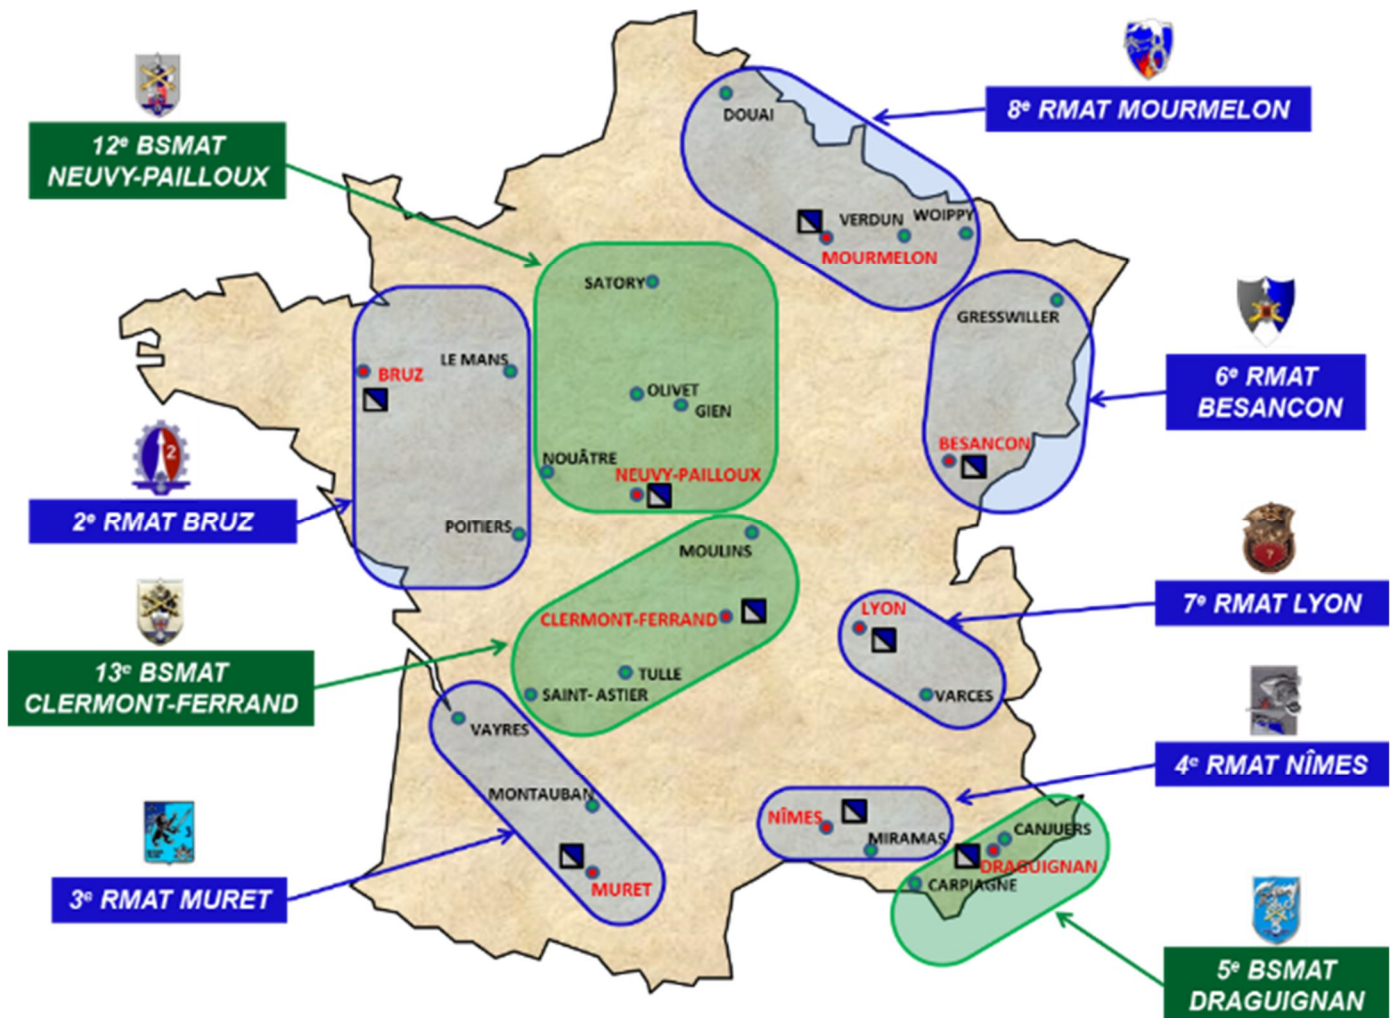 8e RMAT MOURMELON
12e BSMAT
NEUVY-PAILLOUX
DOUAI
VERDUN
WOIPPY
MOURMELON
SATORY
GRESSWILLER
BRUZ
LE MANS
OLIVET
GIEN
6e RMAT
BESANCON
BESANCON
NOUÂTRE
NEUVY-PAILLOUX
2
2e RMAT BRUZ
POITIERS
MOULINS
7
7e RMAT LYON
LYON
CLERMONT-FERRAND
13e BSMAT
CLERMONT-FERRAND
TULLE
SAINT- ASTIER
VARCES
VAYRES
4e RMAT NÎMES
MONTAUBAN
NÎMES
MIRAMAS
CANJUERS
DRAGUIGNAN
CARPIAGNE
3
3e RMAT MURET
MURET
5e BSMAT
DRAGUIGNAN